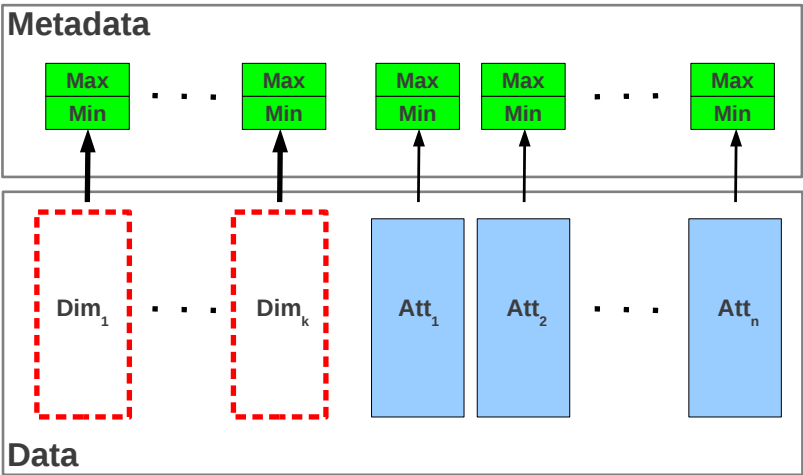 Metadata
Max Max Max Max Max
. . . . . .
Min Min Min Min Min
Dim1 . . . Dimk Att1 Att2 . . . Attn
Data